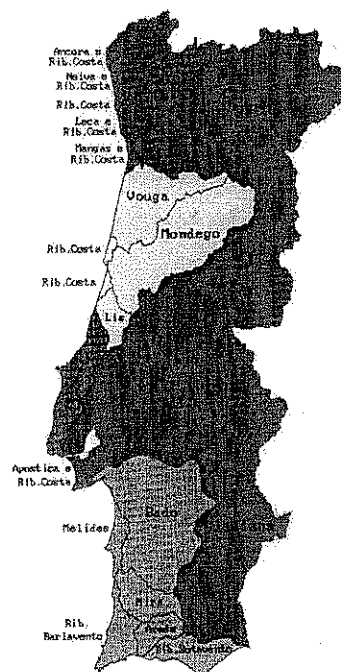 Ancora e
Rib.Costa
Neiva e
Rib.Costa
Rib.Costa
Leca e
Rib.Costa
Mangas e
Rib.Costa
Vouga
Mondego
Rib.Costa
Rib.Costa
Lis
Apostica e
Rib.Costa
Sado
Melides
Mira
Rib.
Barlavento
Arade
Rib.Sotavento